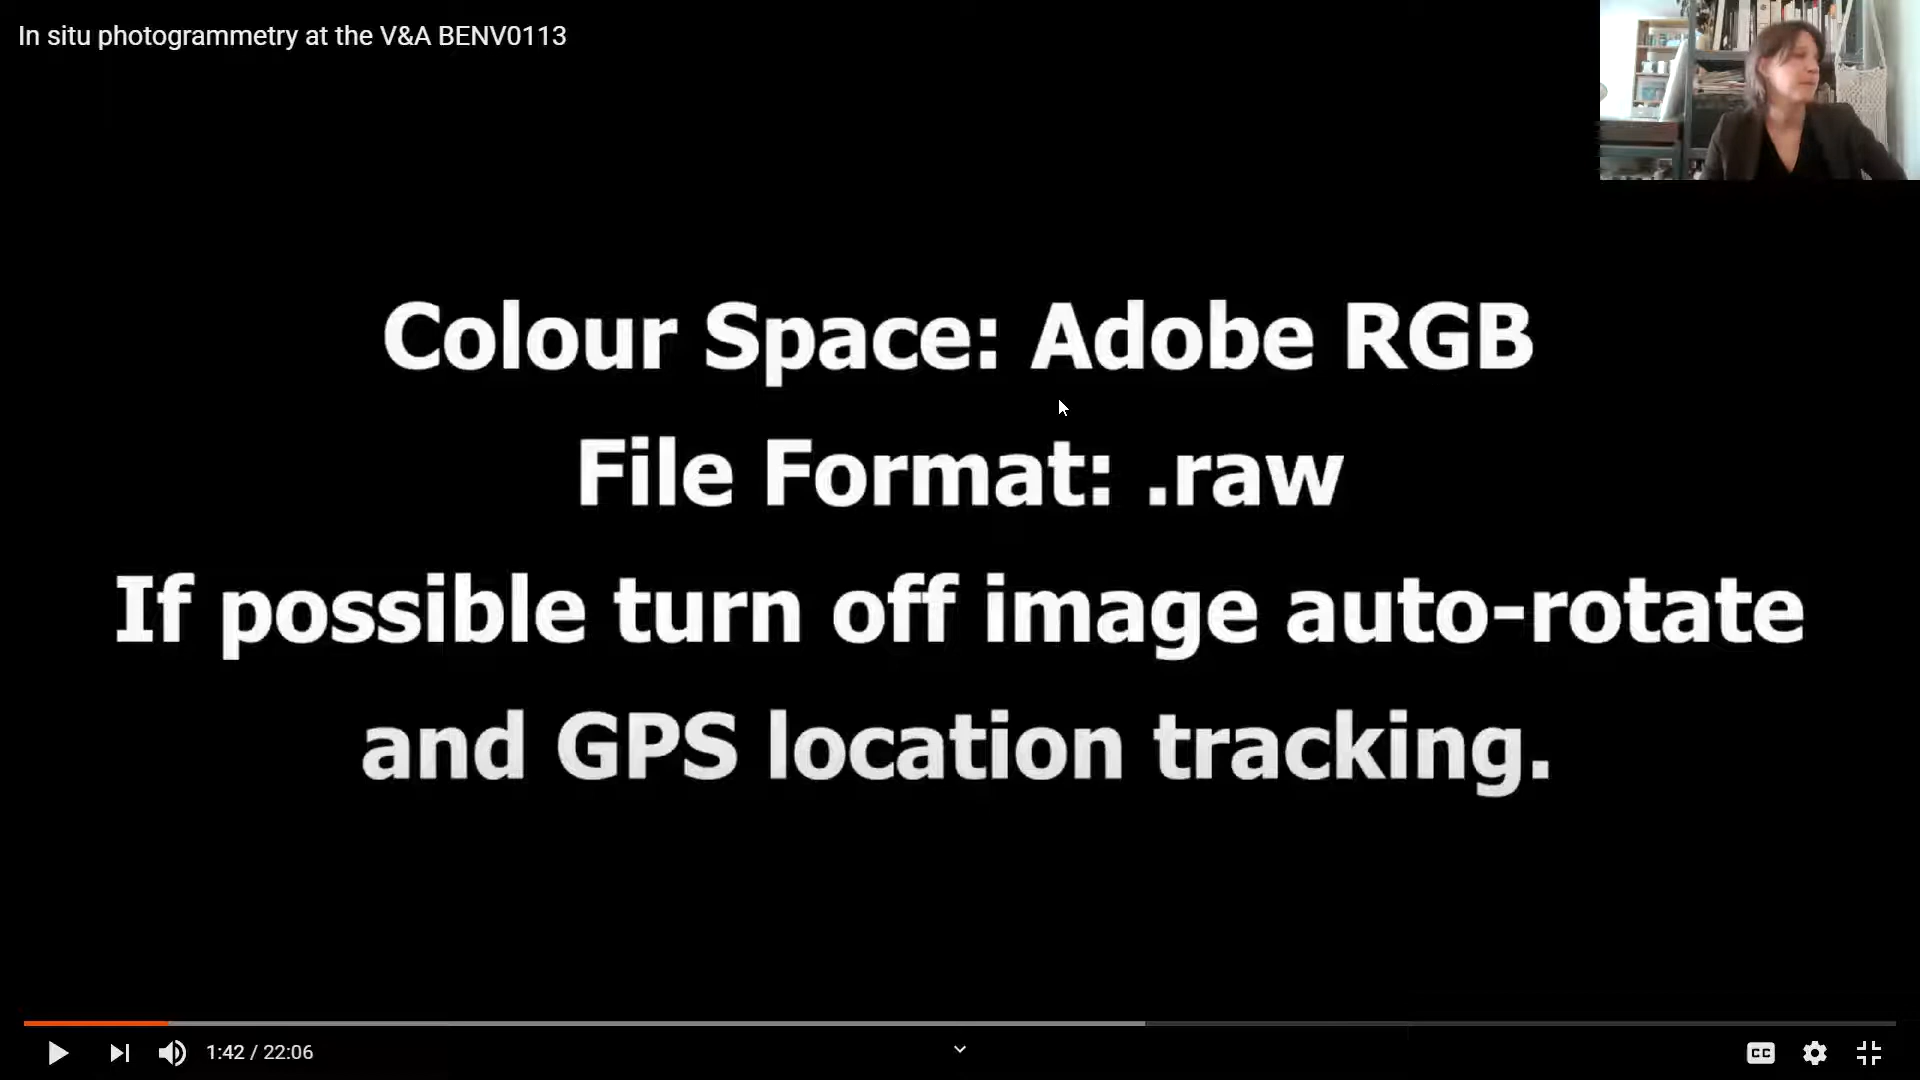 In situ photogrammetry at the V&A BENV0113
Colour Space: Adobe RGB
File Format: .raw
If possible turn off image auto-rotate
and GPS location tracking.
1:42 / 22:06
CC